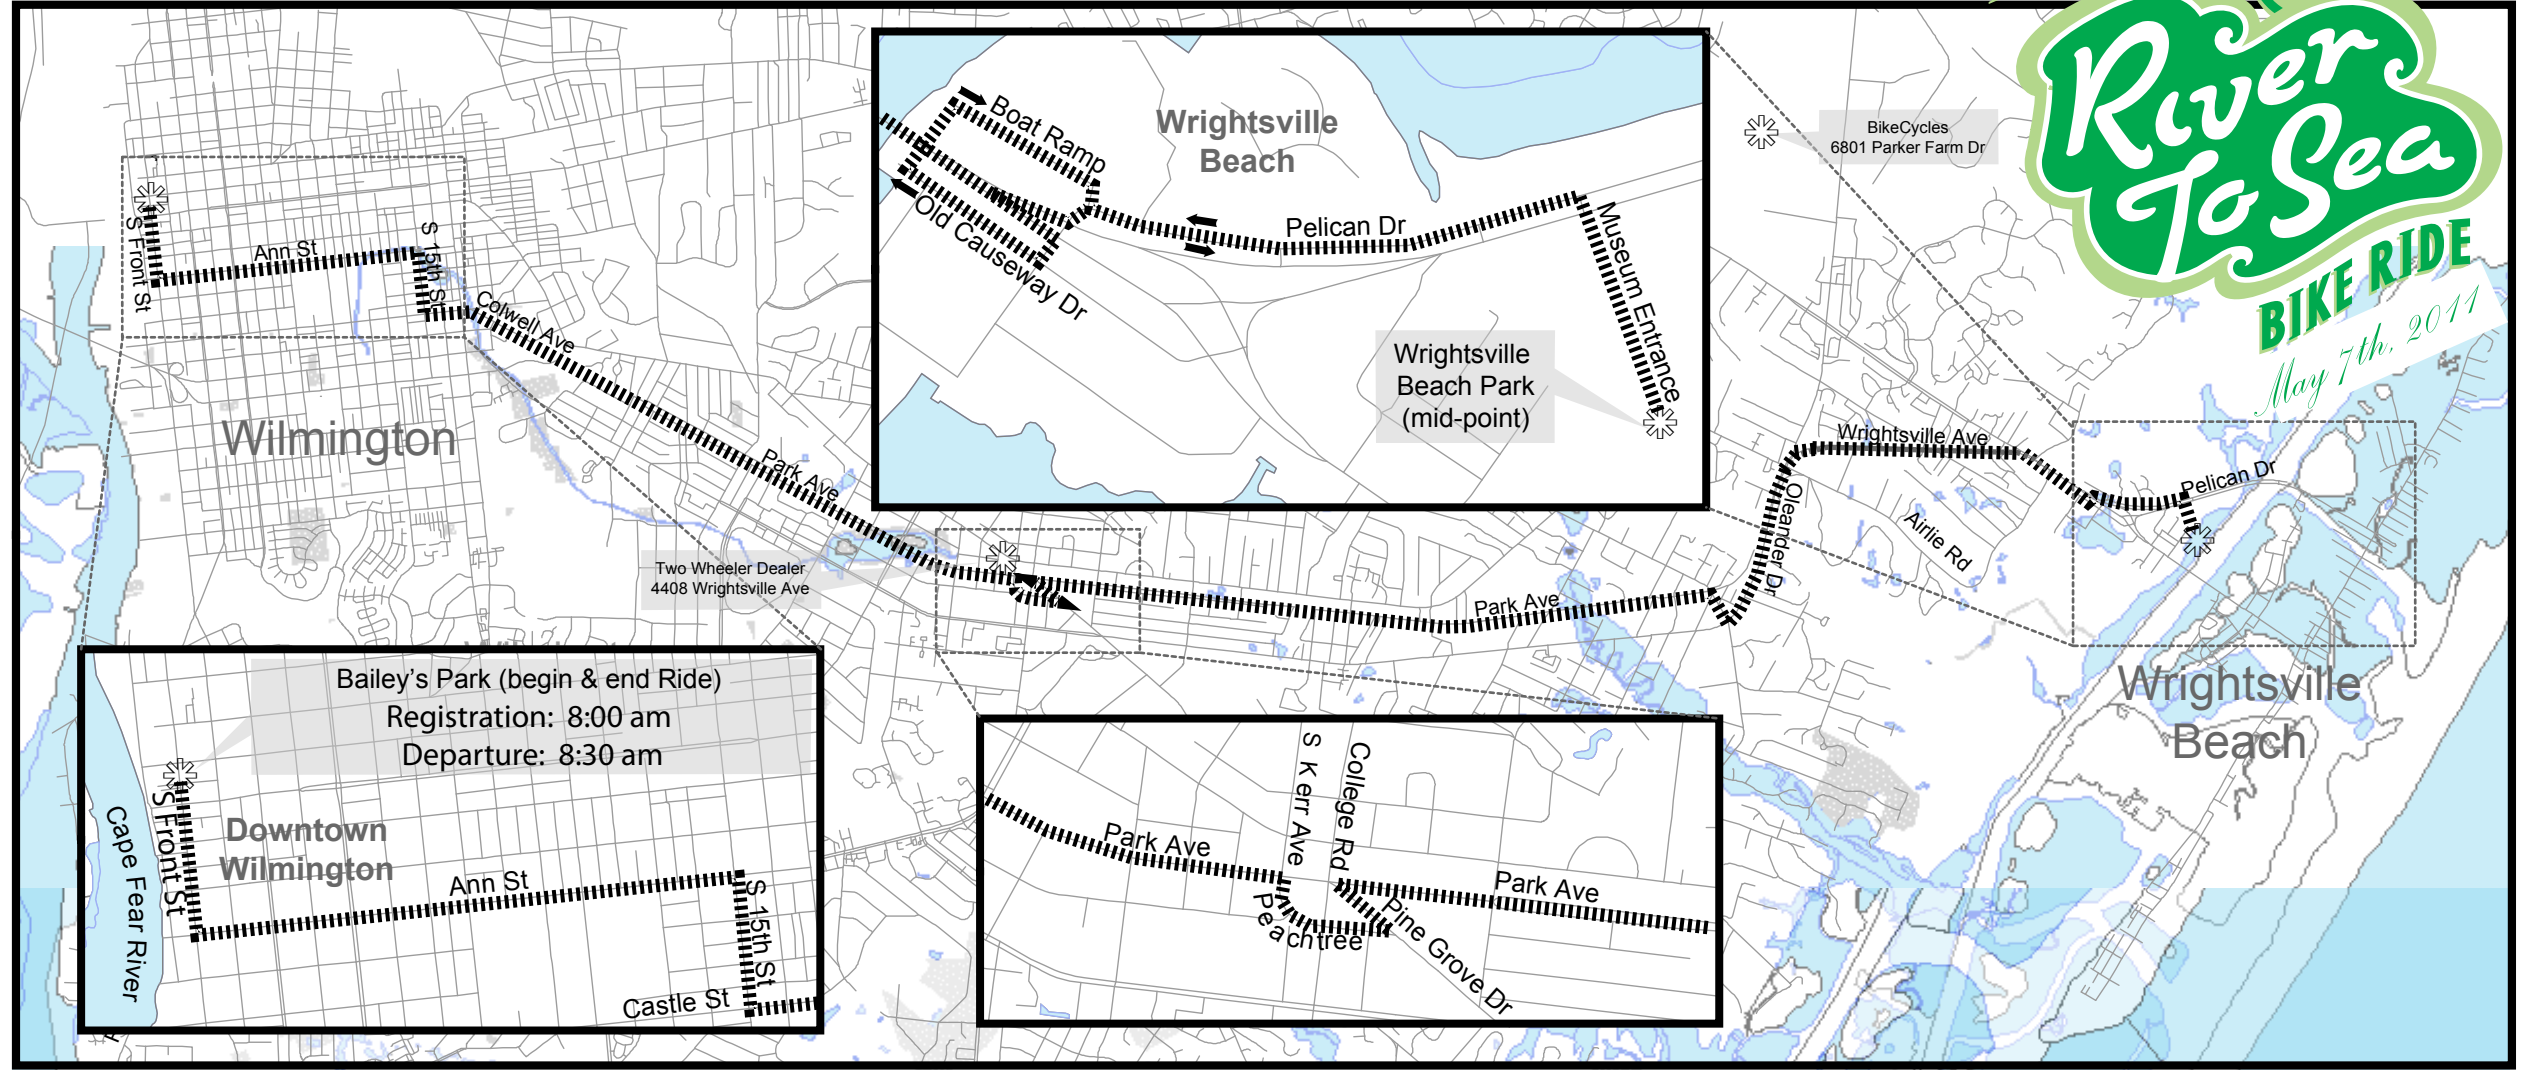 River
To Sea
BIKE RIDE
May 7th, 2011
BikeCycles
6801 Parker Farm Dr
Wrightsville
Beach
Boat Ramp
Old Causeway Dr
Pelican Dr
Museum Entrance
Wrightsville
Beach Park
(mid-point)
S Front St
Ann St
S 15th St
Colwell Ave
Wilmington
Park Ave
Two Wheeler Dealer
4408 Wrightsville Ave
Park Ave
Oleander Dr
Wrightsville Ave
Airlie Rd
Pelican Dr
Wrightsville
Beach
Bailey's Park (begin & end Ride)
Registration: 8:00 am
Departure: 8:30 am
Cape Fear River
S Front St
Downtown
Wilmington
Ann St
S 15th St
Castle St
Park Ave
S Kerr Ave
College Rd
Peachtree
Pine Grove Dr
Park Ave